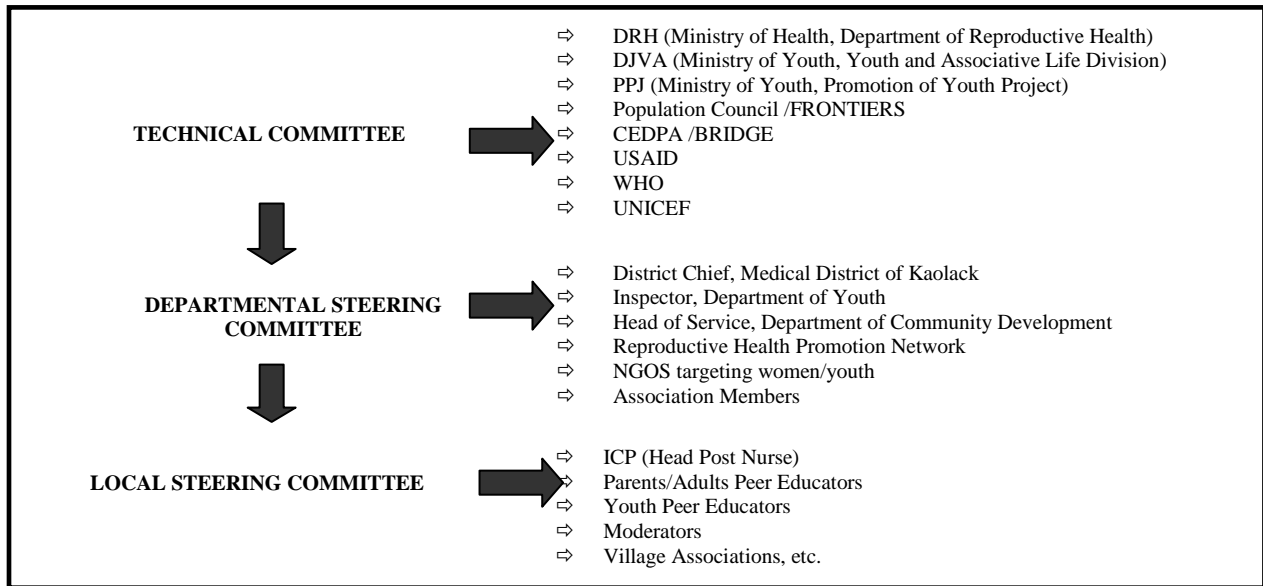 TECHNICAL COMMITTEE
⇨ DRH (Ministry of Health, Department of Reproductive Health)
⇨ DJVA (Ministry of Youth, Youth and Associative Life Division)
⇨ PPJ (Ministry of Youth, Promotion of Youth Project)
⇨ Population Council /FRONTIERS
⇨ CEDPA /BRIDGE
⇨ USAID
⇨ WHO
⇨ UNICEF
DEPARTMENTAL STEERING
COMMITTEE
⇨ District Chief, Medical District of Kaolack
⇨ Inspector, Department of Youth
⇨ Head of Service, Department of Community Development
⇨ Reproductive Health Promotion Network
⇨ NGOS targeting women/youth
⇨ Association Members
LOCAL STEERING COMMITTEE
⇨ ICP (Head Post Nurse)
⇨ Parents/Adults Peer Educators
⇨ Youth Peer Educators
⇨ Moderators
⇨ Village Associations, etc.